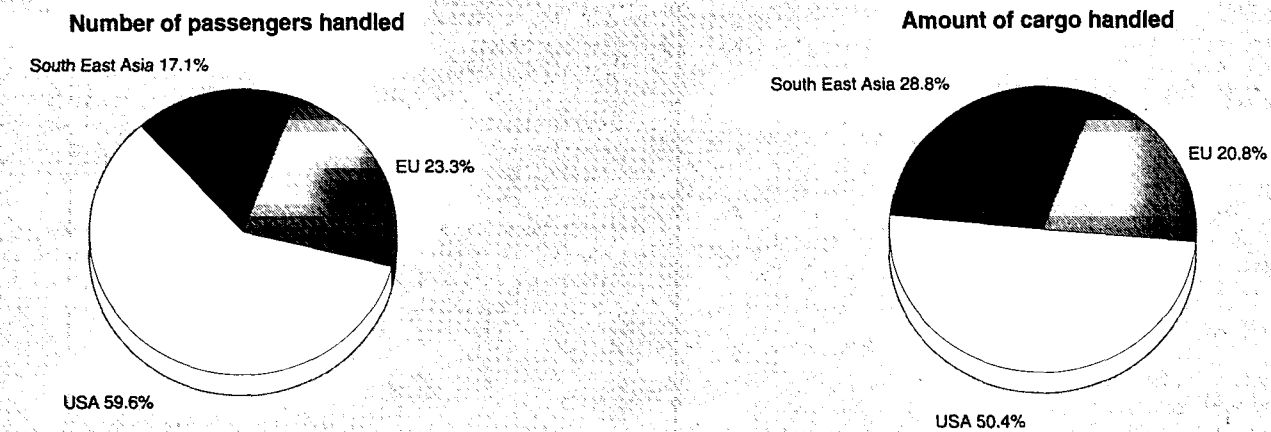 Number of passengers handled
South East Asia 17.1%
EU 23.3%
USA 59.6%
Amount of cargo handled
South East Asia 28.8%
EU 20.8%
USA 50.4%